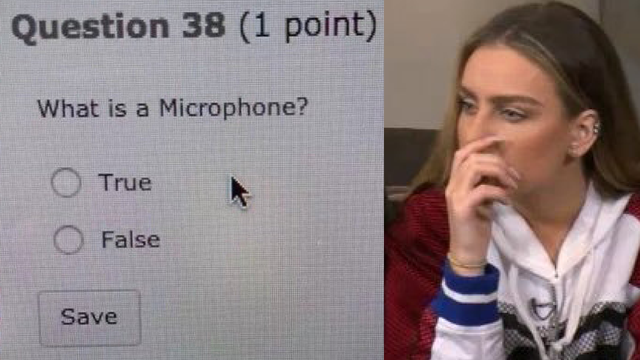 Question 38 (1 point)
What is a Microphone?
True
False
Save